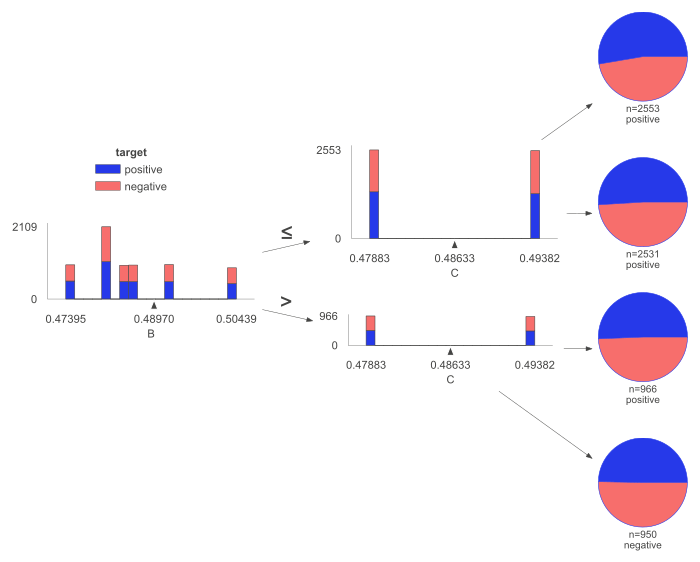 target
positive
negative
2109
0
0.47395
0.48970
0.50439
B
≤
>
2553
0
0.47883
0.48633
0.49382
C
966
0
0.47883
0.48633
0.49382
C
n=2553
positive
n=2531
positive
n=966
positive
n=950
negative